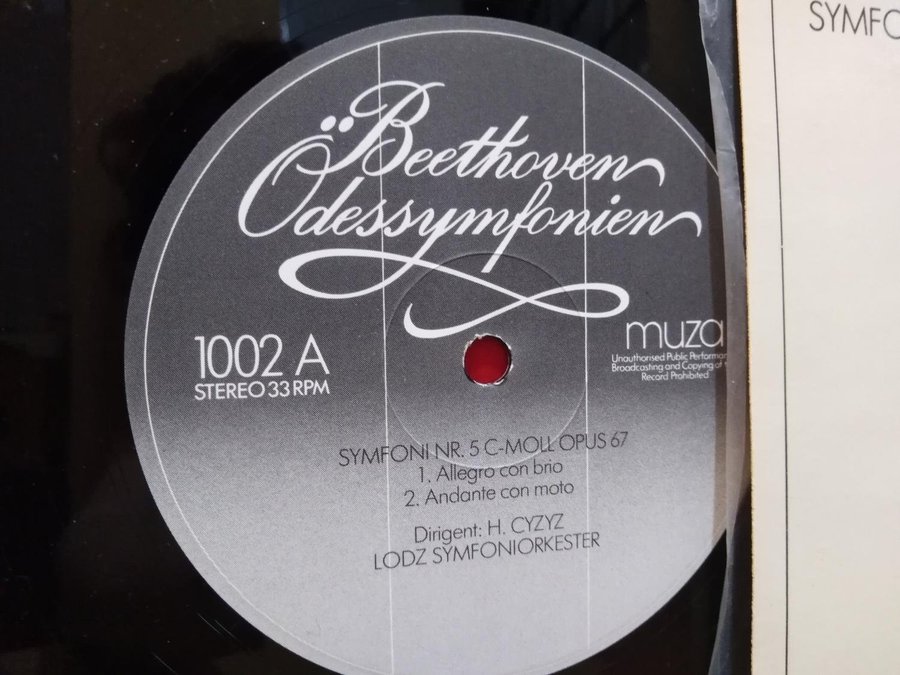 Beethoven
Ödessymfonien
1002 A
STEREO 33 RPM
muza
Unauthorised Public Performan
Broadcasting and Copying of
Record Prohibited
SYMFONI NR. 5 C-MOLL OPUS 67
1. Allegro con brio
2. Andante con moto
Dirigent: H. CYZYZ
LODZ SYMFONIORKESTER
SYMFO